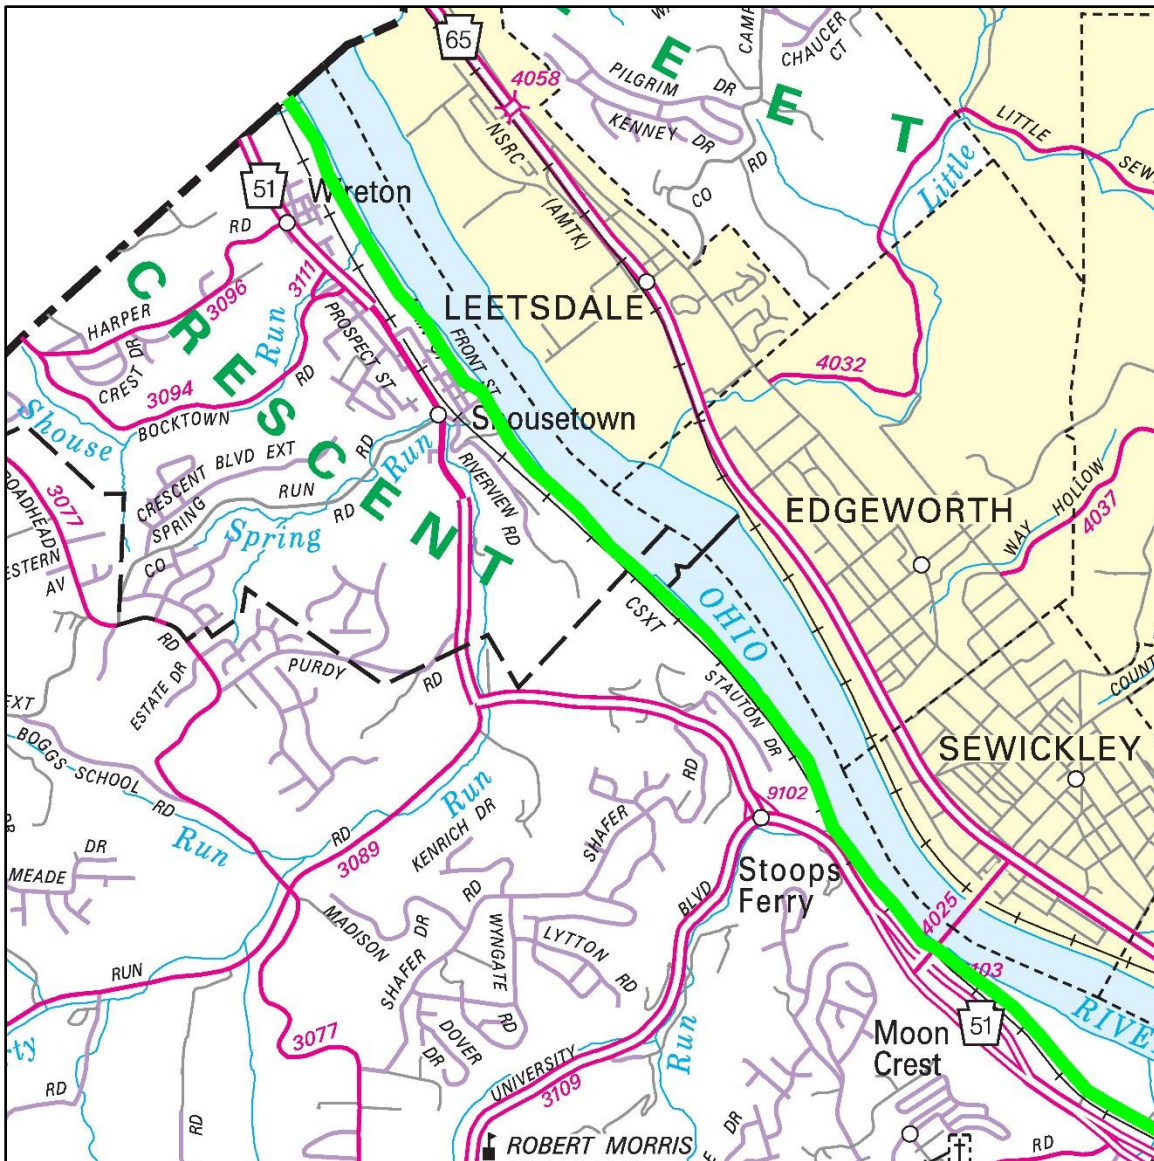 65
4058
PILGRIM DR
KENNEY DR
CHAUCER
CT
E
E
T
LITTLE
Little
NSRC
(AMTK)
CO RD
51
Wreton
RD
3111
3096
HARPER
CREST DR
3094
BOCKTOWN RD
Run
Shouse
CRESCENT
LEETSDALE
FRONT ST
PROSPECT ST
Shousetown
4032
EDGEWORTH
WAY HOLLOW
4037
CRESCENT BLVD EXT
SPRING RUN RD
Run
Spring
CO RD
RIVERVIEW RD
3077
AV
RD
ESTATE DR
PURDY RD
CSXT
OHIO
STAUTON DR
SEWICKLEY
EXT
BOGGS SCHOOL RD
Run
MEADE DR
RD
3089
Run
KENRICH DR
SHAFER RD
9102
Stoops
Ferry
BLVD
MADISON
SHAFER DR
RD
WYNGATE
RD
LYTTON
RD
DOVER
DR
4025
51
Moon
Crest
RUN
3077
RD
RD
UNIVERSITY
3109
Run
ROBERT MORRIS
DR
RD